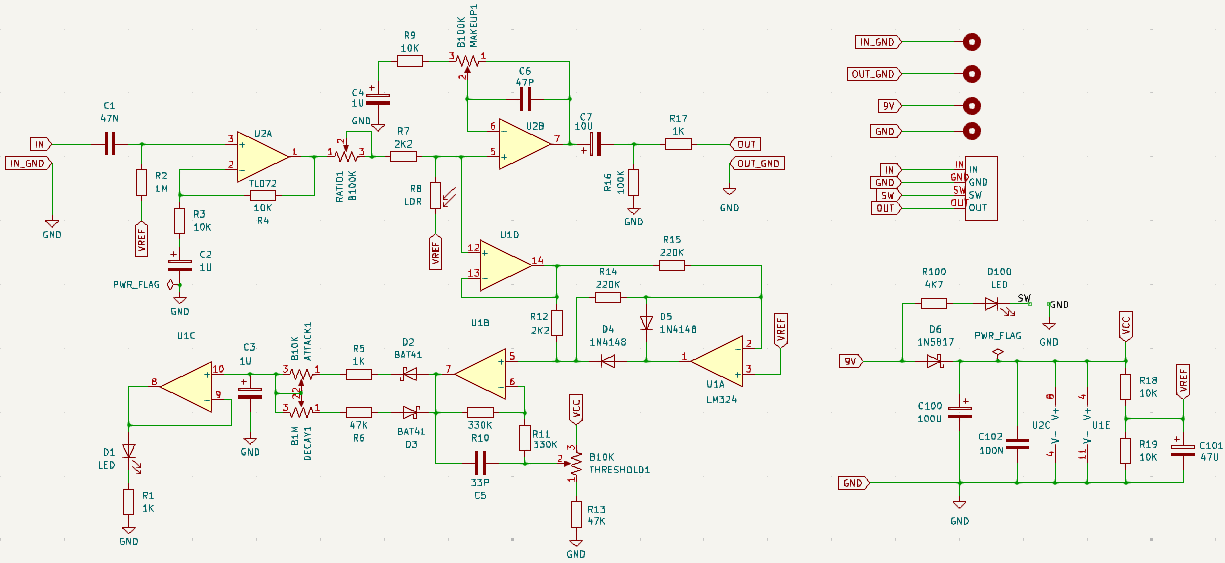 IN
IN_GND
GND
C1
47N
R2
1M
VREF
U2A
3
+
2
−
1
TL072
10K
R4
R3
10K
C2
1U
PWR_FLAG
GND
RATIO1
B100K
2
1
3
R7
2K2
R8
LDR
VREF
C4
1U
GND
R9
10K
B100K
MAKEUP1
3
1
2
C6
47P
U2B
6
−
5
+
7
C7
10U
R16
100K
GND
R17
1K
OUT
OUT_GND
GND
U1D
12
+
13
−
14
R15
220K
R14
220K
R12
2K2
D5
1N4148
D4
1N4148
U1A
LM324
1
2
−
3
+
VREF
U1B
5
+
6
−
7
330K
R10
R11
330K
33P
C5
VCC
B10K
THRESHOLD1
3
2
1
R13
47K
GND
D2
BAT41
BAT41
D3
R5
1K
47K
R6
B10K
ATTACK1
3
1
2
2
3
1
B1M
DECAY1
C3
1U
GND
U1C
10
+
9
−
8
D1
LED
R1
1K
GND
IN_GND
OUT_GND
9V
GND
IN
GND
SW
OUT
IN
GND
SW
OUT
IN
GND
SW
OUT
R100
4K7
D100
LED
SW
GND
GND
9V
D6
1N5817
PWR_FLAG
VCC
C100
100U
C102
100N
U2C
8
V+
4
V-
U1E
4
V+
11
V-
R18
10K
R19
10K
VREF
C101
47U
GND
GND